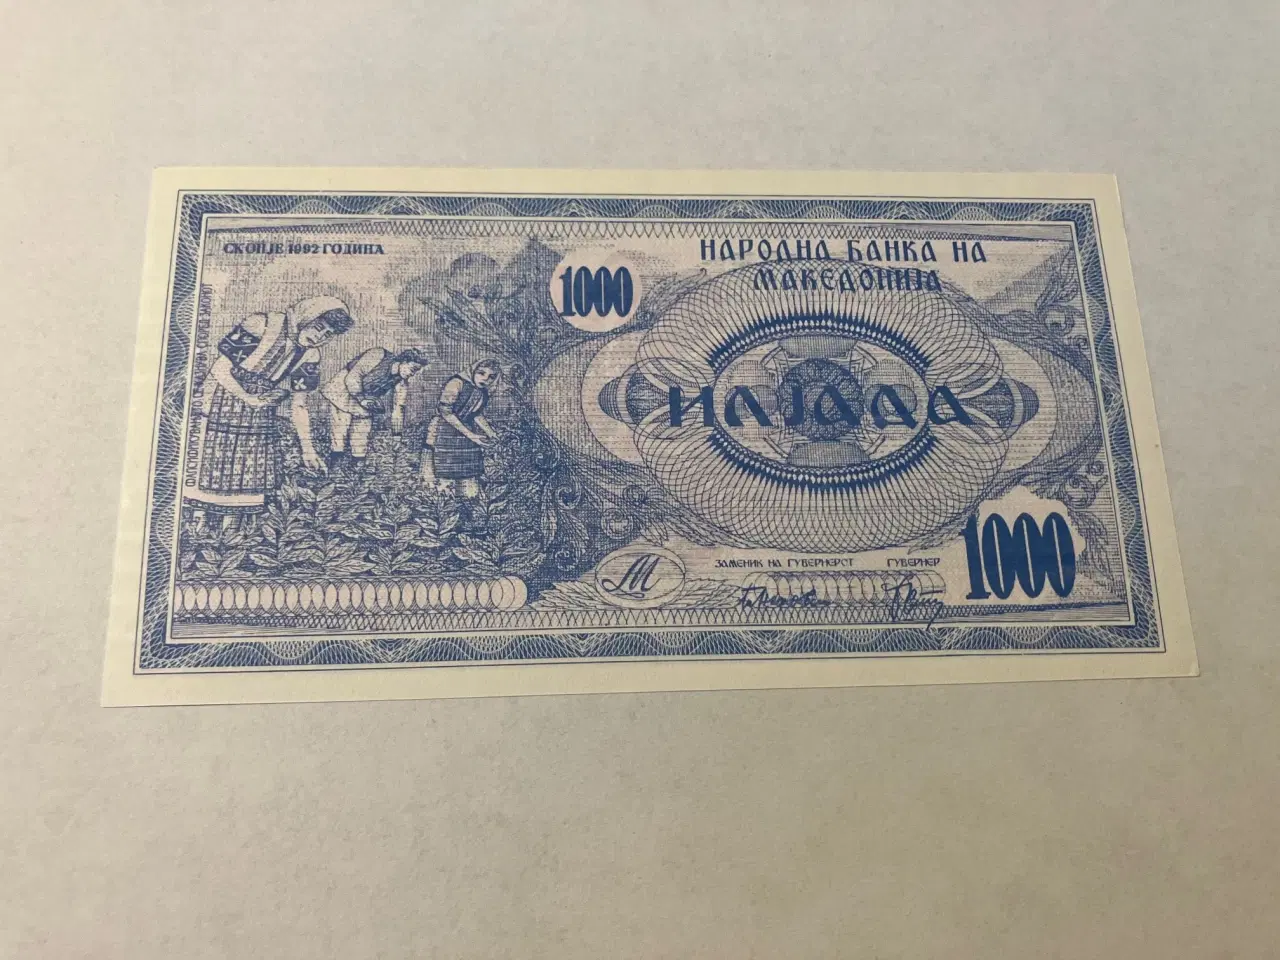 СКОПЈЕ 1992 ГОДИНА
1000
НАРОДНА БАНКА НА
МАКЕДОНИЈА
ИЛЈАДА
М
ЗАМЕНИК НА ГУВЕРНЕРОТ ГУВЕРНЕР
1000